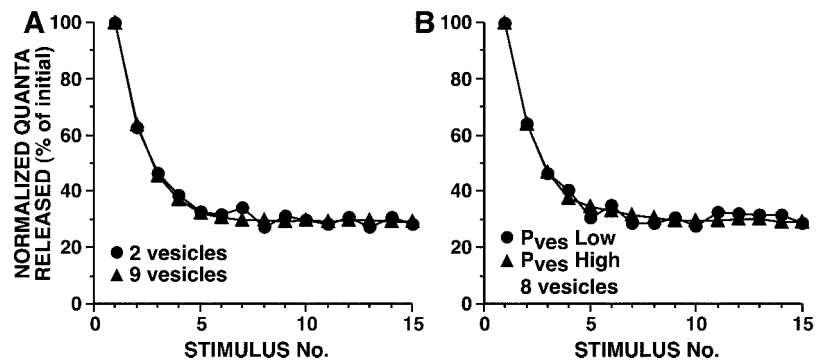 A
NORMALIZED QUANTA
RELEASED (% of initial)
100
80
60
40
20
0
● 2 vesicles
▲ 9 vesicles
0 5 10 15
STIMULUS No.
B
100
80
60
40
20
0
● Pves Low
▲ Pves High
8 vesicles
0 5 10 15
STIMULUS No.